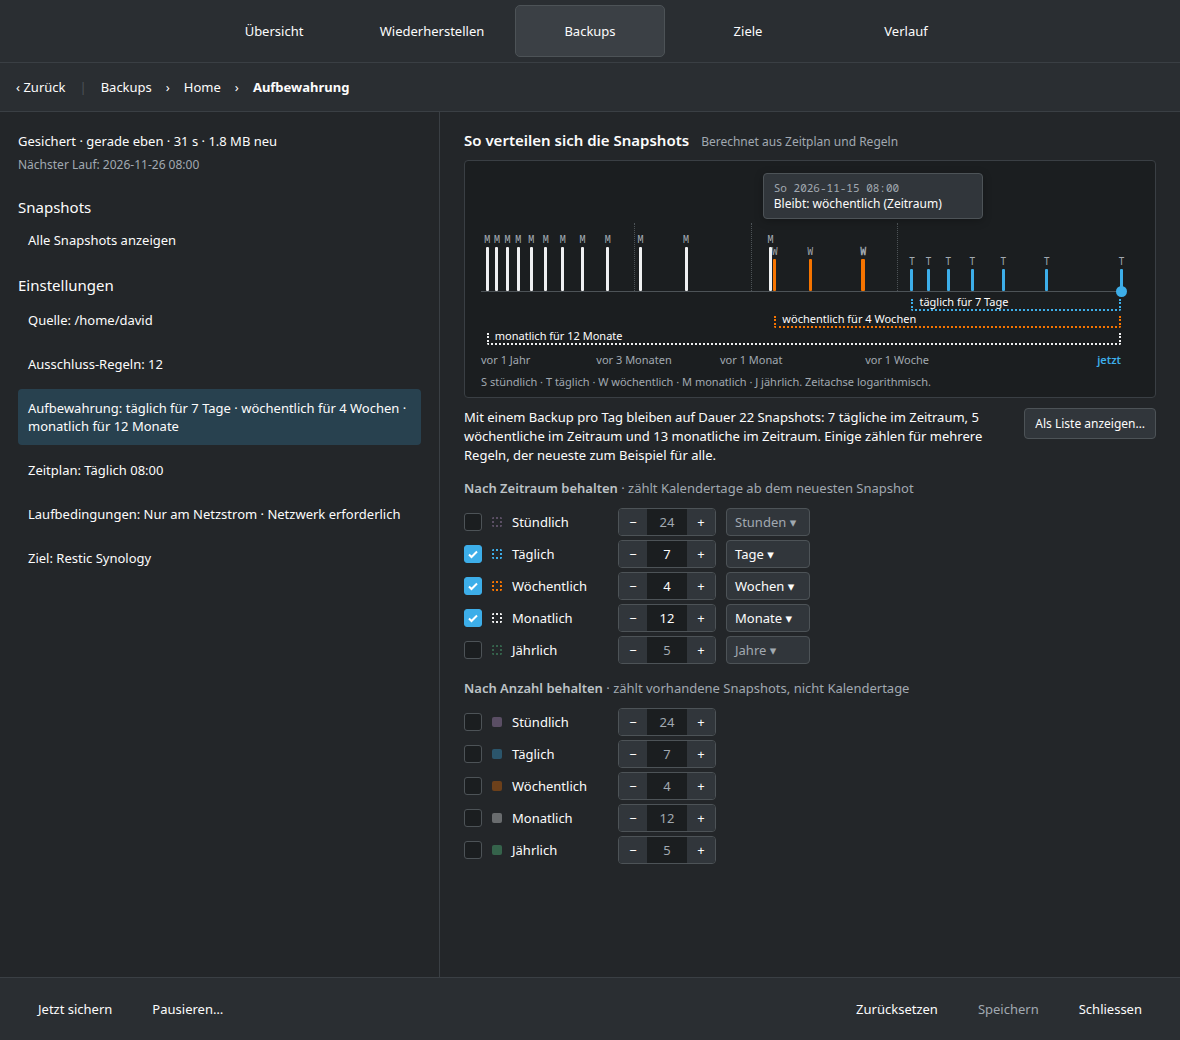 Übersicht
Wiederherstellen
Backups
Ziele
Verlauf
‹ Zurück | Backups › Home › Aufbewahrung
Gesichert · gerade eben · 31 s · 1.8 MB neu
Nächster Lauf: 2026-11-26 08:00
Snapshots
Alle Snapshots anzeigen
Einstellungen
Quelle: /home/david
Ausschluss-Regeln: 12
Aufbewahrung: täglich für 7 Tage · wöchentlich für 4 Wochen ·
monatlich für 12 Monate
Zeitplan: Täglich 08:00
Laufbedingungen: Nur am Netzstrom · Netzwerk erforderlich
Ziel: Restic Synology
So verteilen sich die Snapshots Berechnet aus Zeitplan und Regeln
So 2026-11-15 08:00
Bleibt: wöchentlich (Zeitraum)
M M M M M M M M M M M M
W W W
T T T T T T T
täglich für 7 Tage
wöchentlich für 4 Wochen
monatlich für 12 Monate
vor 1 Jahr vor 3 Monaten vor 1 Monat vor 1 Woche jetzt
S stündlich · T täglich · W wöchentlich · M monatlich · J jährlich. Zeitachse logarithmisch.
Mit einem Backup pro Tag bleiben auf Dauer 22 Snapshots: 7 tägliche im Zeitraum, 5
wöchentliche im Zeitraum und 13 monatliche im Zeitraum. Einige zählen für mehrere
Regeln, der neueste zum Beispiel für alle.
Als Liste anzeigen...
Nach Zeitraum behalten · zählt Kalendertage ab dem neuesten Snapshot
Stündlich − 24 + Stunden ▾
Täglich − 7 + Tage ▾
Wöchentlich − 4 + Wochen ▾
Monatlich − 12 + Monate ▾
Jährlich − 5 + Jahre ▾
Nach Anzahl behalten · zählt vorhandene Snapshots, nicht Kalendertage
Stündlich − 24 +
Täglich − 7 +
Wöchentlich − 4 +
Monatlich − 12 +
Jährlich − 5 +
Jetzt sichern
Pausieren...
Zurücksetzen
Speichern
Schliessen